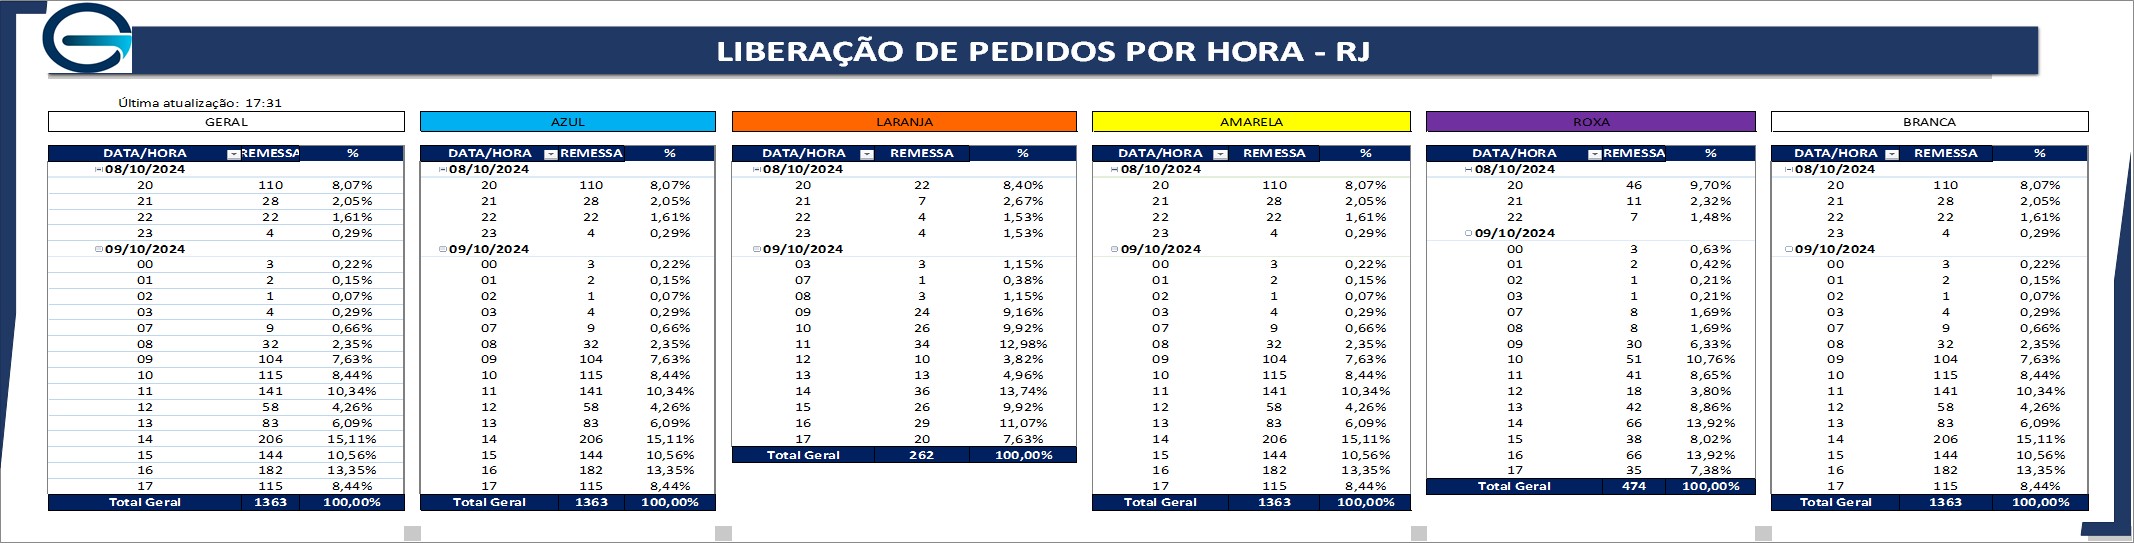 LIBERAÇÃO DE PEDIDOS POR HORA - RJ
Última atualização: 17:31
GERAL
DATA/HORA REMESSA %
08/10/2024
20 110 8,07%
21 28 2,05%
22 22 1,61%
23 4 0,29%
09/10/2024
00 3 0,22%
01 2 0,15%
02 1 0,07%
03 4 0,29%
07 9 0,66%
08 32 2,35%
09 104 7,63%
10 115 8,44%
11 141 10,34%
12 58 4,26%
13 83 6,09%
14 206 15,11%
15 144 10,56%
16 182 13,35%
17 115 8,44%
Total Geral 1363 100,00%
AZUL
DATA/HORA REMESSA %
08/10/2024
20 110 8,07%
21 28 2,05%
22 22 1,61%
23 4 0,29%
09/10/2024
00 3 0,22%
01 2 0,15%
02 1 0,07%
03 4 0,29%
07 9 0,66%
08 32 2,35%
09 104 7,63%
10 115 8,44%
11 141 10,34%
12 58 4,26%
13 83 6,09%
14 206 15,11%
15 144 10,56%
16 182 13,35%
17 115 8,44%
Total Geral 1363 100,00%
LARANJA
DATA/HORA REMESSA %
08/10/2024
20 22 8,40%
21 7 2,67%
22 4 1,53%
23 4 1,53%
09/10/2024
03 3 1,15%
07 1 0,38%
08 3 1,15%
09 24 9,16%
10 26 9,92%
11 34 12,98%
12 10 3,82%
13 13 4,96%
14 36 13,74%
15 26 9,92%
16 29 11,07%
17 20 7,63%
Total Geral 262 100,00%
AMARELA
DATA/HORA REMESSA %
08/10/2024
20 110 8,07%
21 28 2,05%
22 22 1,61%
23 4 0,29%
09/10/2024
00 3 0,22%
01 2 0,15%
02 1 0,07%
03 4 0,29%
07 9 0,66%
08 32 2,35%
09 104 7,63%
10 115 8,44%
11 141 10,34%
12 58 4,26%
13 83 6,09%
14 206 15,11%
15 144 10,56%
16 182 13,35%
17 115 8,44%
Total Geral 1363 100,00%
ROXA
DATA/HORA REMESSA %
08/10/2024
20 46 9,70%
21 11 2,32%
22 7 1,48%
09/10/2024
00 3 0,63%
01 2 0,42%
02 1 0,21%
03 1 0,21%
07 8 1,69%
08 8 1,69%
09 30 6,33%
10 51 10,76%
11 41 8,65%
12 18 3,80%
13 42 8,86%
14 66 13,92%
15 38 8,02%
16 66 13,92%
17 35 7,38%
Total Geral 474 100,00%
BRANCA
DATA/HORA REMESSA %
08/10/2024
20 110 8,07%
21 28 2,05%
22 22 1,61%
23 4 0,29%
09/10/2024
00 3 0,22%
01 2 0,15%
02 1 0,07%
03 4 0,29%
07 9 0,66%
08 32 2,35%
09 104 7,63%
10 115 8,44%
11 141 10,34%
12 58 4,26%
13 83 6,09%
14 206 15,11%
15 144 10,56%
16 182 13,35%
17 115 8,44%
Total Geral 1363 100,00%